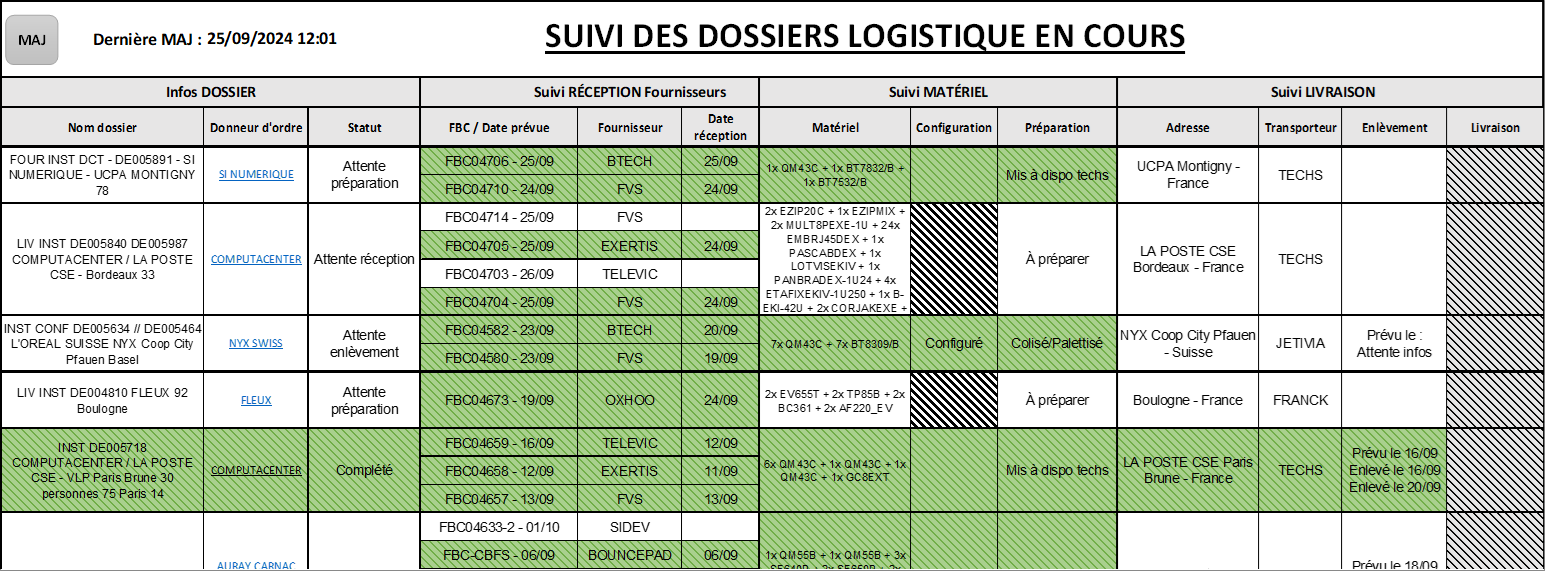 MAJ
Dernière MAJ : 25/09/2024 12:01
SUIVI DES DOSSIERS LOGISTIQUE EN COURS
Infos DOSSIER
Suivi RÉCEPTION Fournisseurs
Suivi MATÉRIEL
Suivi LIVRAISON
Nom dossier
Donneur d'ordre
Statut
FBC / Date prévue
Fournisseur
Date
réception
Matériel
Configuration
Préparation
Adresse
Transporteur
Enlèvement
Livraison
FOUR INST DCT - DE005891 - SI
NUMERIQUE - UCPA MONTIGNY
78
SI NUMERIQUE
Attente
préparation
FBC04706 - 25/09
BTECH
25/09
FBC04710 - 24/09
FVS
24/09
1x QM43C + 1x BT7832/B +
1x BT7532/B
Mis à dispo techs
UCPA Montigny -
France
TECHS
LIV INST DE005840 DE005987
COMPUTACENTER / LA POSTE
CSE - Bordeaux 33
COMPUTACENTER
Attente réception
FBC04714 - 25/09
FVS
FBC04705 - 25/09
EXERTIS
24/09
FBC04703 - 26/09
TELEVIC
FBC04704 - 25/09
FVS
24/09
2x EZIP20C + 1x EZIPMIX +
2x MULT8PEXE-1U + 24x
EMBRJ45DEX + 1x
PASCABDEX + 1x
LOTVISEKIV + 1x
PANBRADEX-1U24 + 4x
ETAFIXEKIV-1U250 + 1x B-
EKI-42U + 2x CORJAKEXE +
À préparer
LA POSTE CSE
Bordeaux - France
TECHS
INST CONF DE005634 // DE005464
L'OREAL SUISSE NYX Coop City
Pfauen Basel
NYX SWISS
Attente
enlèvement
FBC04582 - 23/09
BTECH
20/09
FBC04580 - 23/09
FVS
19/09
7x QM43C + 7x BT8309/B
Configuré
Colisé/Palettisé
NYX Coop City Pfauen
- Suisse
JETIVIA
Prévu le :
Attente infos
LIV INST DE004810 FLEUX 92
Boulogne
FLEUX
Attente
préparation
FBC04673 - 19/09
OXHOO
24/09
2x EV655T + 2x TP85B + 2x
BC361 + 2x AF220_EV
À préparer
Boulogne - France
FRANCK
INST DE005718
COMPUTACENTER / LA POSTE
CSE - VLP Paris Brune 30
personnes 75 Paris 14
COMPUTACENTER
Complété
FBC04659 - 16/09
TELEVIC
12/09
FBC04658 - 12/09
EXERTIS
11/09
FBC04657 - 13/09
FVS
13/09
6x QM43C + 1x QM43C + 1x
QM43C + 1x GC8EXT
Mis à dispo techs
LA POSTE CSE Paris
Brune - France
TECHS
Prévu le 16/09
Enlevé le 16/09
Enlevé le 20/09
FBC04633-2 - 01/10
SIDEV
FBC-CBFS - 06/09
BOUNCEPAD
06/09
AURAY CARNAC
1x QM55B + 1x QM55B + 3x
Prévu le 18/09